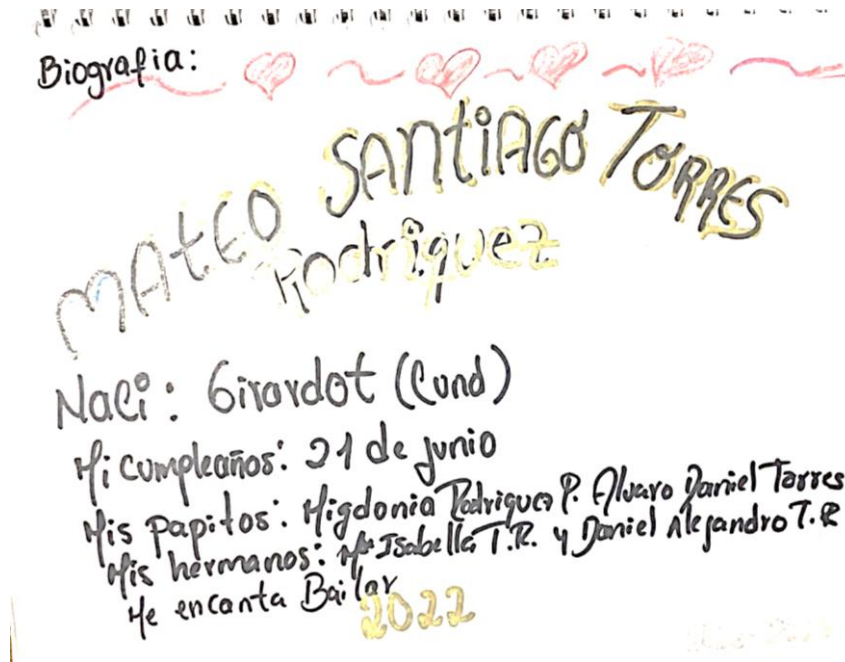 Biografia:
MAtEO SANtiAGO TORRES
Rodriguez
Naci: Girardot (Cund)
Mi cumpleaños: 21 de junio
Mis papitos: Migdonia Rodriguez P. Alvaro Daniel Torres
Mis hermanos: Mª Isabella T.R. y Daniel Alejandro T.R
Me encanta Bailar
2022